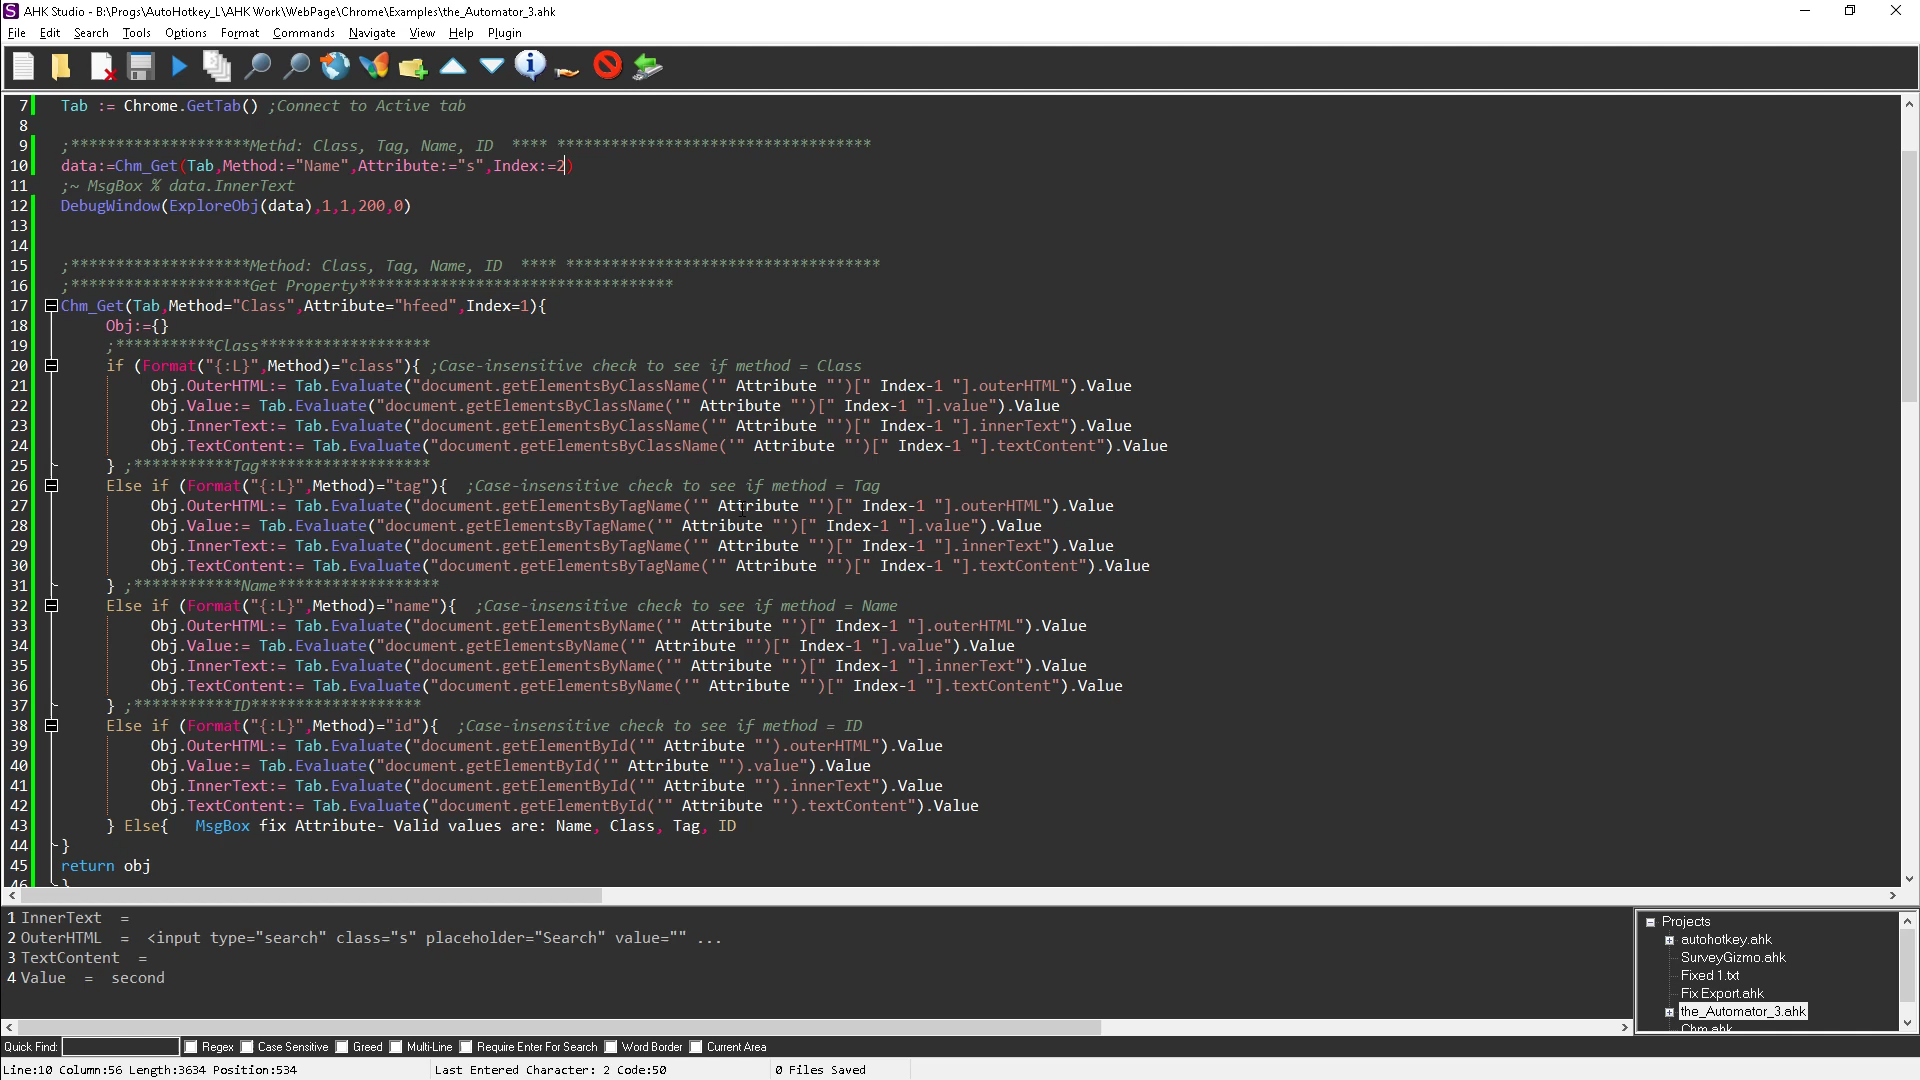 AHK Studio - B:\Progs\AutoHotkey_L\AHK Work\WebPage\Chrome\Examples\the_Automator_3.ahk
File Edit Search Tools Options Format Commands Navigate View Help Plugin
7 Tab := Chrome.GetTab() ;Connect to Active tab
8
9 ;********************Methd: Class, Tag, Name, ID **** ***********************************
10 data:=Chm_Get(Tab,Method:="Name",Attribute:="s",Index:=2)
11 ;~ MsgBox % data.InnerText
12 DebugWindow(ExploreObj(data),1,1,200,0)
13
14
15 ;********************Method: Class, Tag, Name, ID **** ***********************************
16 ;********************Get Property***********************************
17 Chm_Get(Tab,Method="Class",Attribute="hfeed",Index=1){
18 Obj:={}
19 ;***********Class*******************
20 if (Format("{:L}",Method)="class"){ ;Case-insensitive check to see if method = Class
21 Obj.OuterHTML:= Tab.Evaluate("document.getElementsByClassName('" Attribute "')[" Index-1 "].outerHTML").Value
22 Obj.Value:= Tab.Evaluate("document.getElementsByClassName('" Attribute "')[" Index-1 "].value").Value
23 Obj.InnerText:= Tab.Evaluate("document.getElementsByClassName('" Attribute "')[" Index-1 "].innerText").Value
24 Obj.TextContent:= Tab.Evaluate("document.getElementsByClassName('" Attribute "')[" Index-1 "].textContent").Value
25 } ;***********Tag*******************
26 Else if (Format("{:L}",Method)="tag"){ ;Case-insensitive check to see if method = Tag
27 Obj.OuterHTML:= Tab.Evaluate("document.getElementsByTagName('" Attribute "')[" Index-1 "].outerHTML").Value
28 Obj.Value:= Tab.Evaluate("document.getElementsByTagName('" Attribute "')[" Index-1 "].value").Value
29 Obj.InnerText:= Tab.Evaluate("document.getElementsByTagName('" Attribute "')[" Index-1 "].innerText").Value
30 Obj.TextContent:= Tab.Evaluate("document.getElementsByTagName('" Attribute "')[" Index-1 "].textContent").Value
31 } ;************Name******************
32 Else if (Format("{:L}",Method)="name"){ ;Case-insensitive check to see if method = Name
33 Obj.OuterHTML:= Tab.Evaluate("document.getElementsByName('" Attribute "')[" Index-1 "].outerHTML").Value
34 Obj.Value:= Tab.Evaluate("document.getElementsByName('" Attribute "')[" Index-1 "].value").Value
35 Obj.InnerText:= Tab.Evaluate("document.getElementsByName('" Attribute "')[" Index-1 "].innerText").Value
36 Obj.TextContent:= Tab.Evaluate("document.getElementsByName('" Attribute "')[" Index-1 "].textContent").Value
37 } ;***********ID*******************
38 Else if (Format("{:L}",Method)="id"){ ;Case-insensitive check to see if method = ID
39 Obj.OuterHTML:= Tab.Evaluate("document.getElementById('" Attribute "').outerHTML").Value
40 Obj.Value:= Tab.Evaluate("document.getElementById('" Attribute "').value").Value
41 Obj.InnerText:= Tab.Evaluate("document.getElementById('" Attribute "').innerText").Value
42 Obj.TextContent:= Tab.Evaluate("document.getElementById('" Attribute "').textContent").Value
43 } Else{ MsgBox fix Attribute- Valid values are: Name, Class, Tag, ID
44 }
45 return obj
46 }
1 InnerText =
2 OuterHTML = <input type="search" class="s" placeholder="Search" value="" ...
3 TextContent =
4 Value = second
Projects
autohotkey.ahk
SurveyGizmo.ahk
Fixed 1.txt
Fix Export.ahk
the_Automator_3.ahk
Chm.ahk
Quick Find: Regex Case Sensitive Greed Multi-Line Require Enter For Search Word Border Current Area
Line:10 Column:56 Length:3634 Position:534 Last Entered Character: 2 Code:50 0 Files Saved